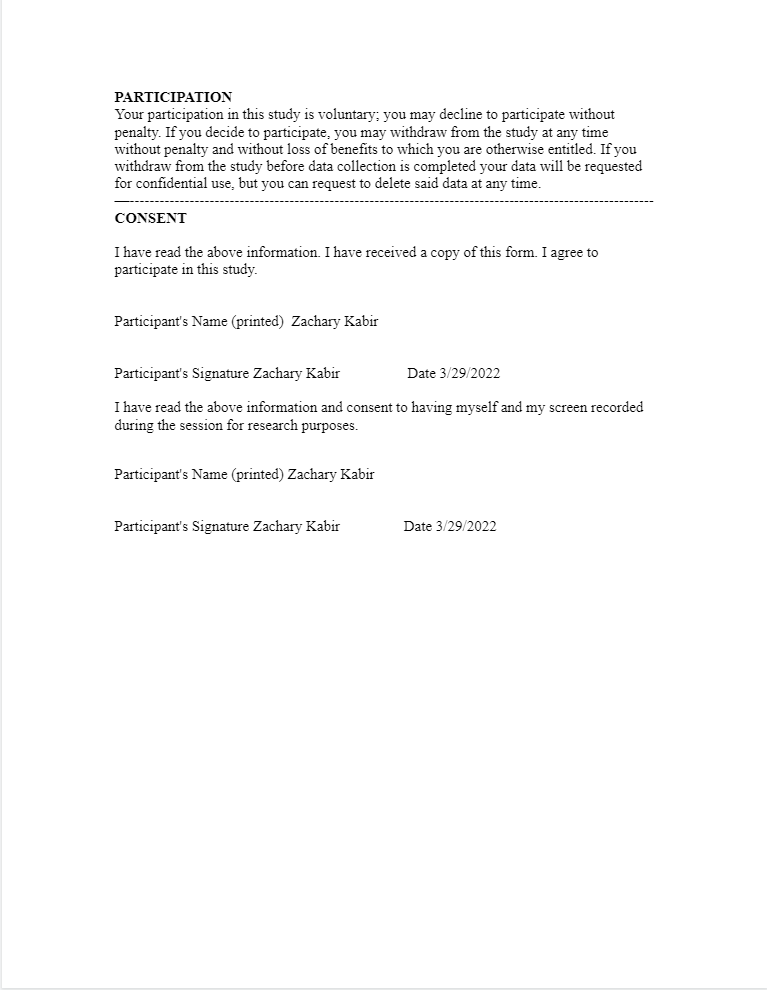 PARTICIPATION
Your participation in this study is voluntary; you may decline to participate without
penalty. If you decide to participate, you may withdraw from the study at any time
without penalty and without loss of benefits to which you are otherwise entitled. If you
withdraw from the study before data collection is completed your data will be requested
for confidential use, but you can request to delete said data at any time.
—----------------------------------------------------------------------------------------------------
CONSENT
I have read the above information. I have received a copy of this form. I agree to
participate in this study.
Participant's Name (printed)  Zachary Kabir
Participant's Signature Zachary Kabir Date 3/29/2022
I have read the above information and consent to having myself and my screen recorded
during the session for research purposes.
Participant's Name (printed) Zachary Kabir
Participant's Signature Zachary Kabir Date 3/29/2022